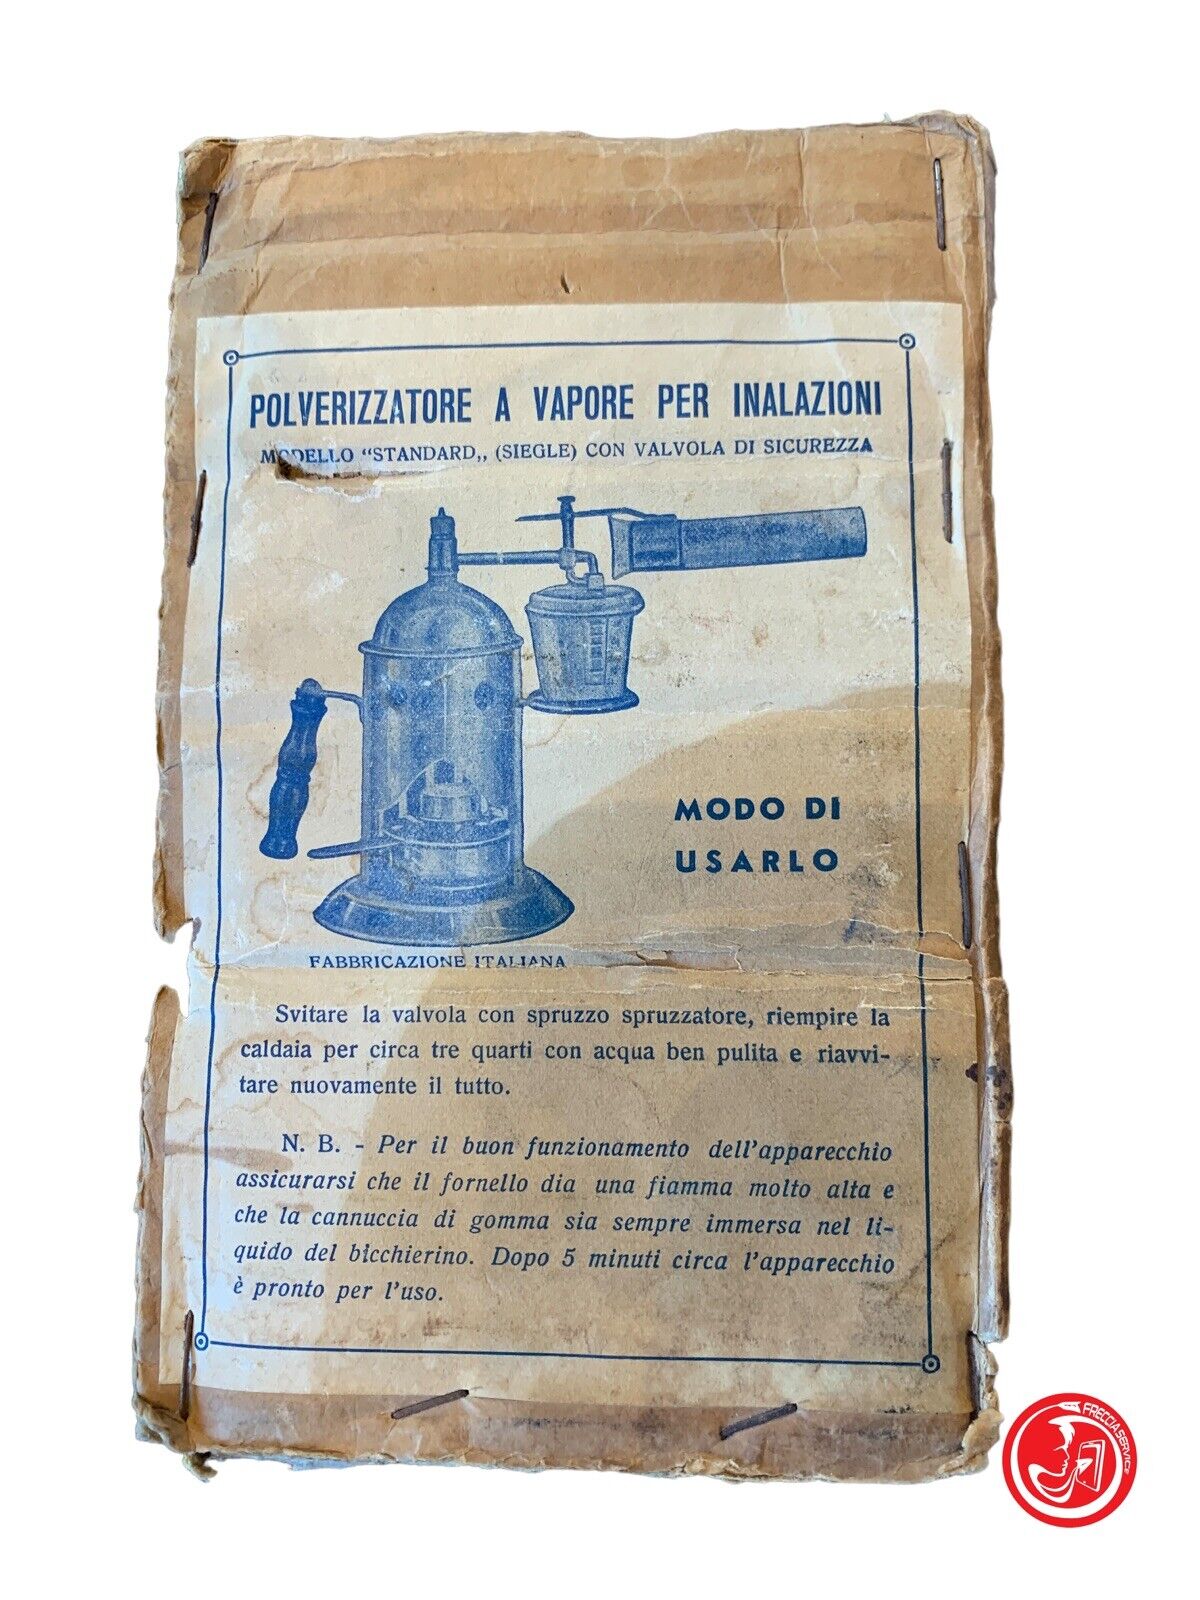 POLVERIZZATORE A VAPORE PER INALAZIONI
MODELLO “STANDARD„ (SIEGLE) CON VALVOLA DI SICUREZZA
MODO DI
USARLO
FABBRICAZIONE ITALIANA
Svitare la valvola con spruzzo spruzzatore, riempire la
caldaia per circa tre quarti con acqua ben pulita e riavvi-
tare nuovamente il tutto.
N. B. - Per il buon funzionamento dell'apparecchio
assicurarsi che il fornello dia una fiamma molto alta e
che la cannuccia di gomma sia sempre immersa nel li-
quido del bicchierino. Dopo 5 minuti circa l'apparecchio
è pronto per l'uso.
FRECCIA SERVICE